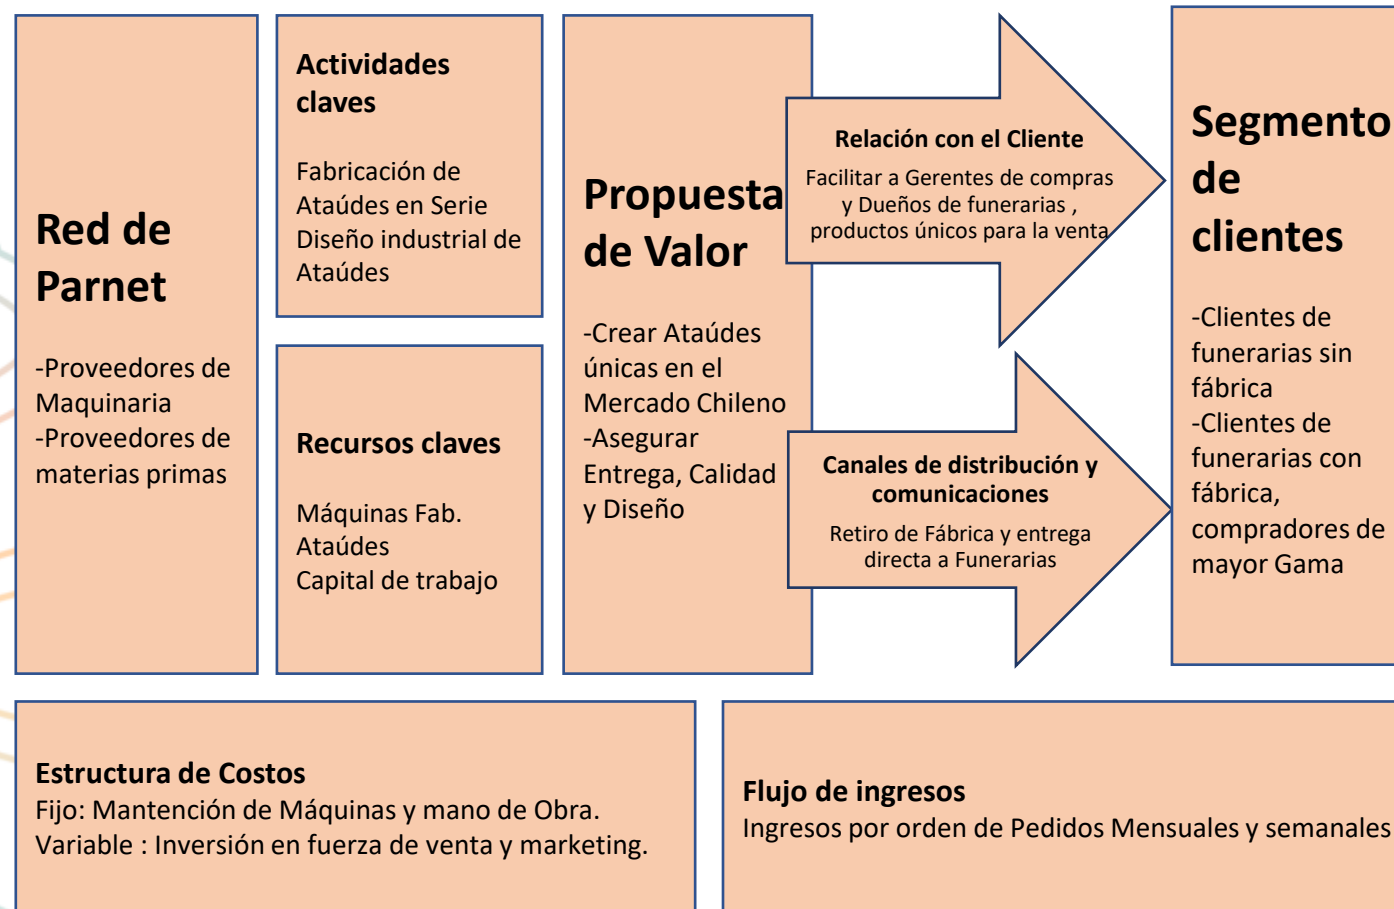 Red de
Parnet
-Proveedores de
Maquinaria
-Proveedores de
materias primas
Actividades
claves
Fabricación de
Ataúdes en Serie
Diseño industrial de
Ataúdes
Recursos claves
Máquinas Fab.
Ataúdes
Capital de trabajo
Propuesta
de Valor
-Crear Ataúdes
únicas en el
Mercado Chileno
-Asegurar
Entrega, Calidad
y Diseño
Relación con el Cliente
Facilitar a Gerentes de compras
y Dueños de funerarias ,
productos únicos para la venta
Canales de distribución y
comunicaciones
Retiro de Fábrica y entrega
directa a Funerarias
Segmento
de
clientes
-Clientes de
funerarias sin
fábrica
-Clientes de
funerarias con
fábrica,
compradores de
mayor Gama
Estructura de Costos
Fijo: Mantención de Máquinas y mano de Obra.
Variable : Inversión en fuerza de venta y marketing.
Flujo de ingresos
Ingresos por orden de Pedidos Mensuales y semanales